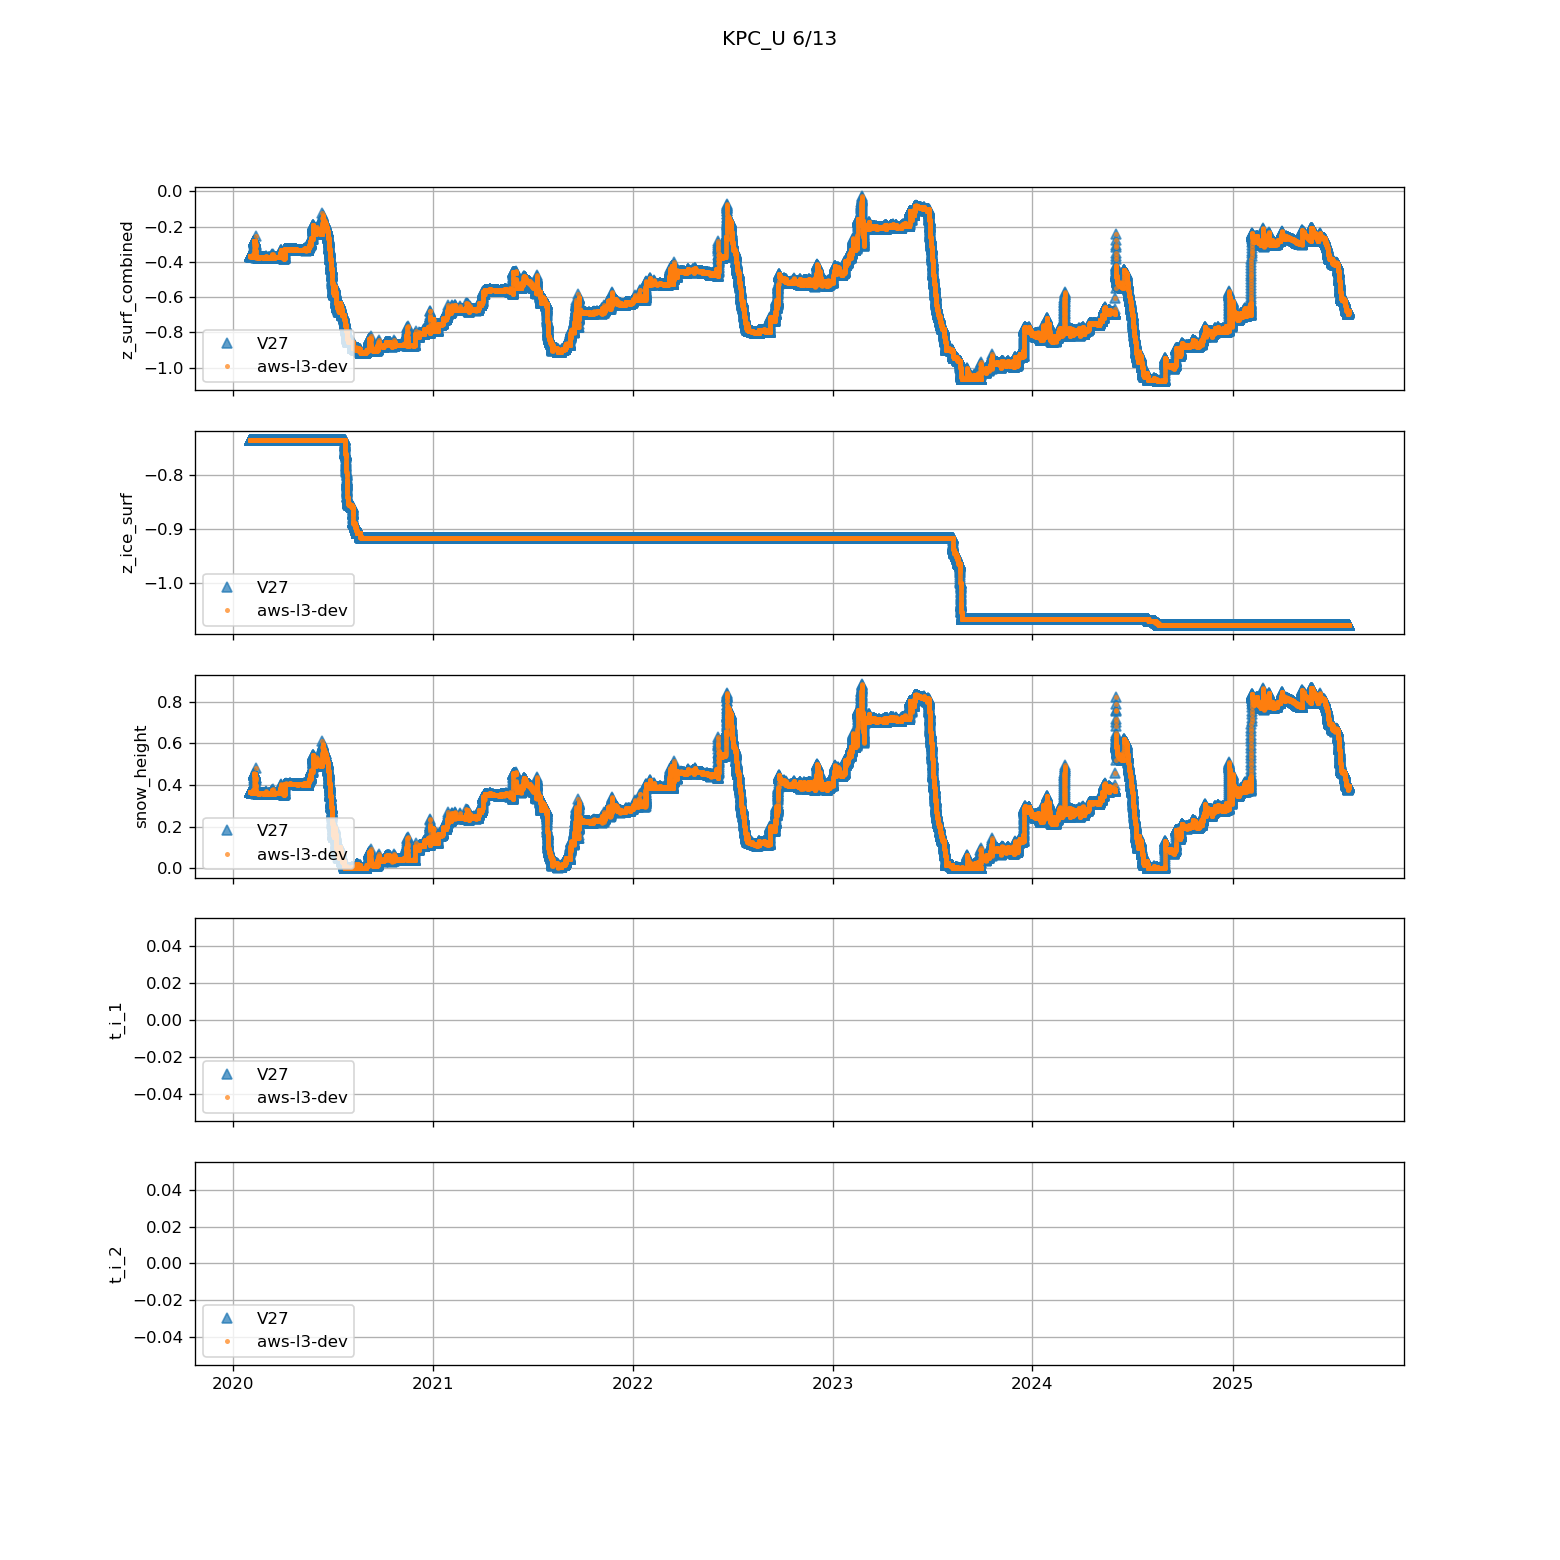 KPC_U 6/13
z_surf_combined
0.0
−0.2
−0.4
−0.6
−0.8
−1.0
V27
aws-l3-dev
z_ice_surf
−0.8
−0.9
−1.0
V27
aws-l3-dev
snow_height
0.8
0.6
0.4
0.2
0.0
V27
aws-l3-dev
t_i_1
0.04
0.02
0.00
−0.02
−0.04
V27
aws-l3-dev
t_i_2
0.04
0.02
0.00
−0.02
−0.04
V27
aws-l3-dev
2020 2021 2022 2023 2024 2025